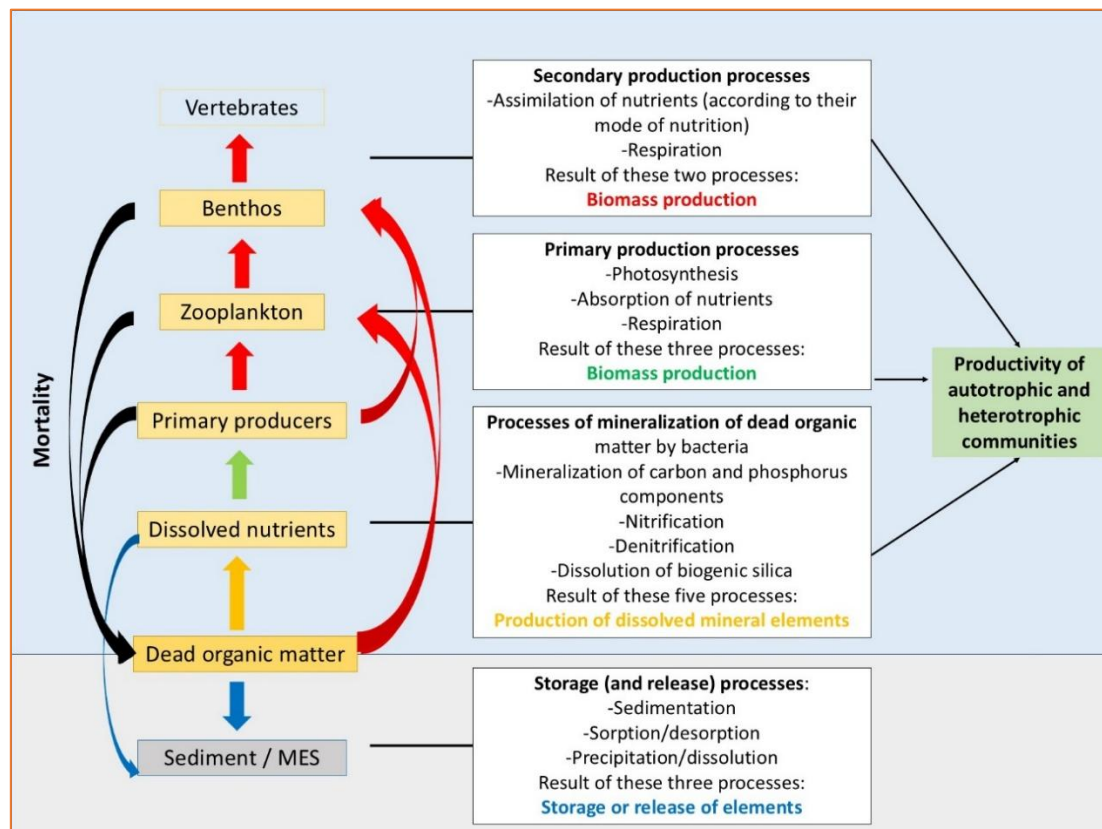 Vertebrates
Benthos
Zooplankton
Primary producers
Dissolved nutrients
Dead organic matter
Sediment / MES
Mortality
Secondary production processes
-Assimilation of nutrients (according to their
mode of nutrition)
-Respiration
Result of these two processes:
Biomass production
Primary production processes
-Photosynthesis
-Absorption of nutrients
-Respiration
Result of these three processes:
Biomass production
Processes of mineralization of dead organic
matter by bacteria
-Mineralization of carbon and phosphorus
components
-Nitrification
-Denitrification
-Dissolution of biogenic silica
Result of these five processes:
Production of dissolved mineral elements
Storage (and release) processes:
-Sedimentation
-Sorption/desorption
-Precipitation/dissolution
Result of these three processes:
Storage or release of elements
Productivity of
autotrophic and
heterotrophic
communities